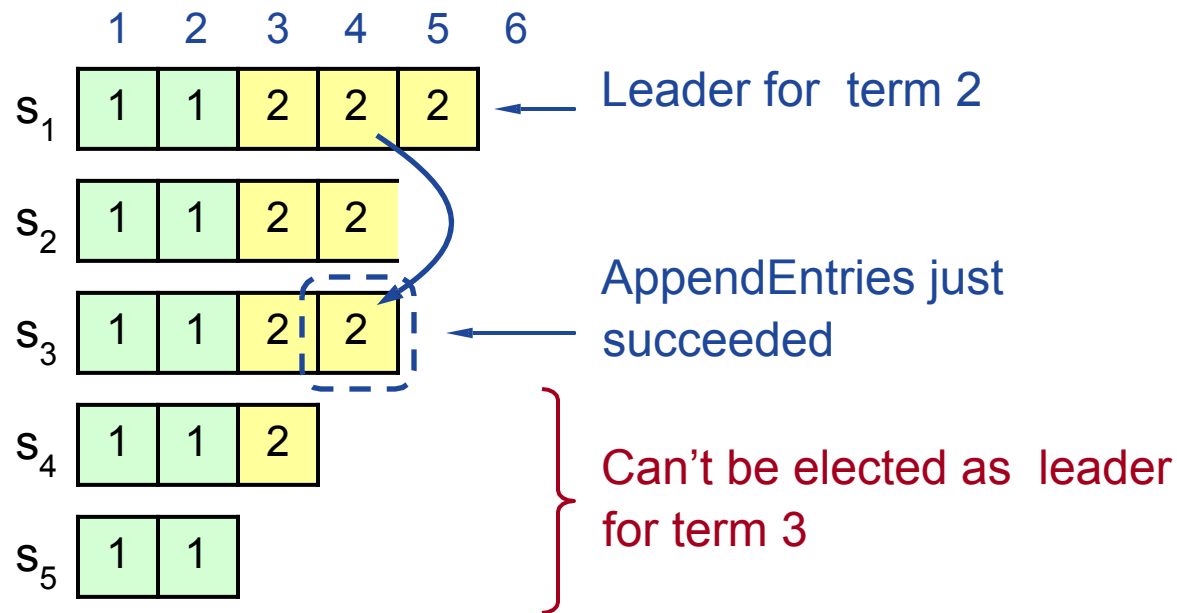 1 2 3 4 5 6
s1 1 1 2 2 2 Leader for term 2
s2 1 1 2 2
AppendEntries just
s3 1 1 2 2 succeeded
s4 1 1 2
Can't be elected as leader
for term 3
s5 1 1